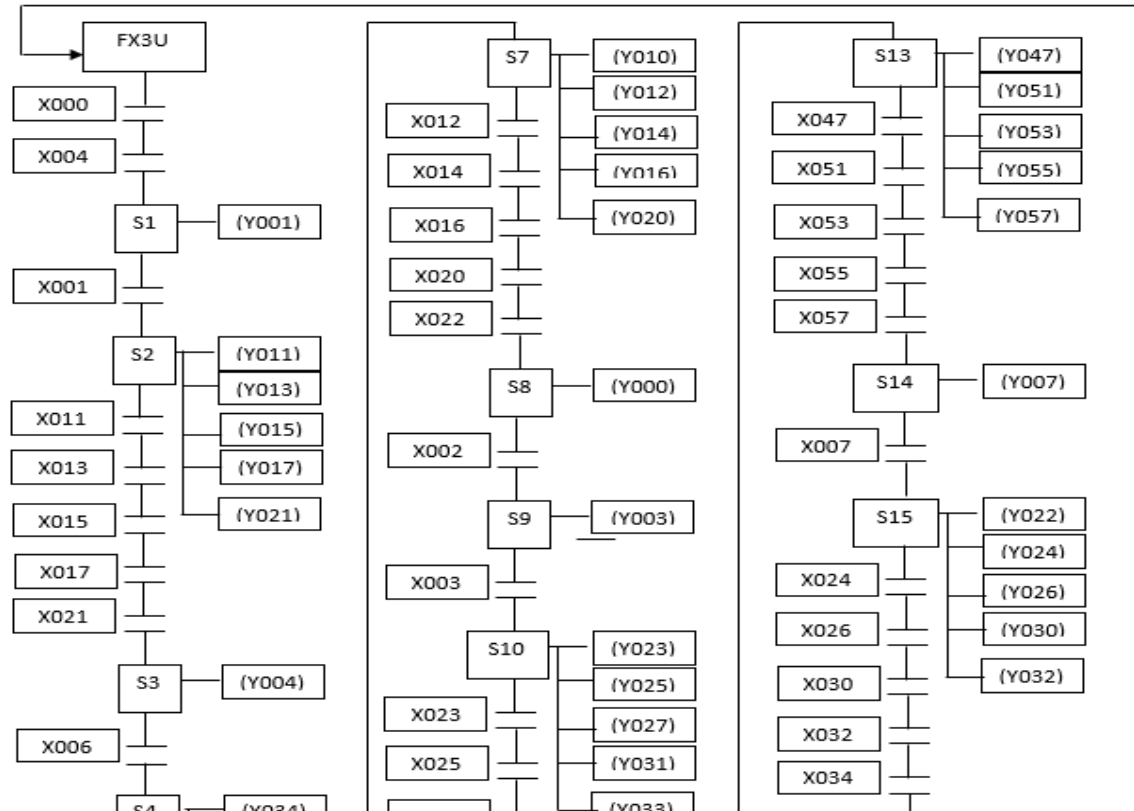 FX3U
X000
X004
S1 (Y001)
X001
S2 (Y011)
(Y013)
X011
(Y015)
X013 (Y017)
X015 (Y021)
X017
X021
S3 (Y004)
X006
S4 (Y034)
S7 (Y010)
(Y012)
X012
(Y014)
X014 (Y016)
X016 (Y020)
X020
X022
S8 (Y000)
X002
S9 (Y003)
X003
S10 (Y023)
(Y025)
X023 (Y027)
X025 (Y031)
(Y033)
S13 (Y047)
(Y051)
X047
(Y053)
X051 (Y055)
X053 (Y057)
X055
X057
S14 (Y007)
X007
S15 (Y022)
(Y024)
X024
(Y026)
X026 (Y030)
X030 (Y032)
X032
X034